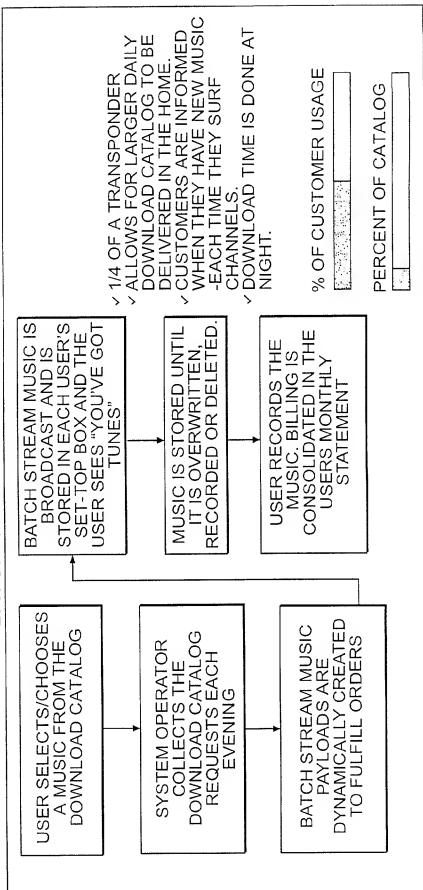 USER SELECTS/CHOOSES
A MUSIC FROM THE
DOWNLOAD CATALOG
SYSTEM OPERATOR
COLLECTS THE
DOWNLOAD CATALOG
REQUESTS EACH
EVENING
BATCH STREAM MUSIC
PAYLOADS ARE
DYNAMICALLY CREATED
TO FULFILL ORDERS
BATCH STREAM MUSIC IS
BROADCAST AND IS
STORED IN EACH USER'S
SET-TOP BOX AND THE
USER SEES "YOU'VE GOT
TUNES"
MUSIC IS STORED UNTIL
IT IS OVERWRITTEN,
RECORDED OR DELETED.
USER RECORDS THE
MUSIC. BILLING IS
CONSOLIDATED IN THE
USERS MONTHLY
STATEMENT
✓ 1/4 OF A TRANSPONDER
✓ ALLOWS FOR LARGER DAILY
DOWNLOAD CATALOG TO BE
DELIVERED IN THE HOME.
✓ CUSTOMERS ARE INFORMED
WHEN THEY HAVE NEW MUSIC
-EACH TIME THEY SURF
CHANNELS.
✓ DOWNLOAD TIME IS DONE AT
NIGHT.
% OF CUSTOMER USAGE
PERCENT OF CATALOG